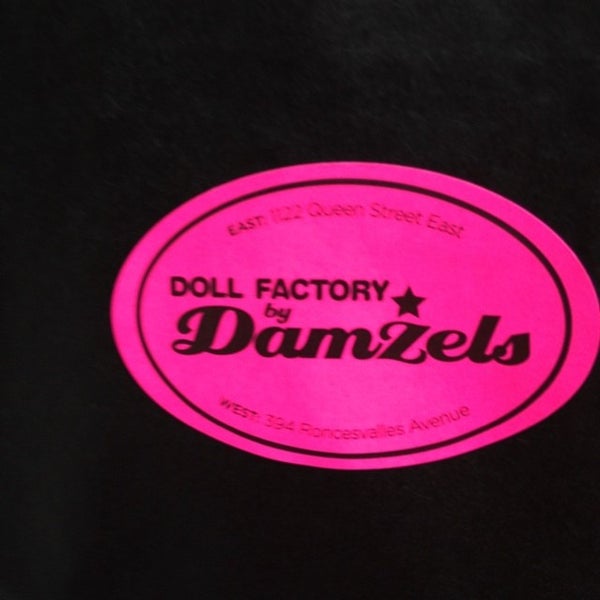 EAST: 1122 Queen Street East
DOLL FACTORY
by
Damzels
WEST: 394 Roncesvalles Avenue